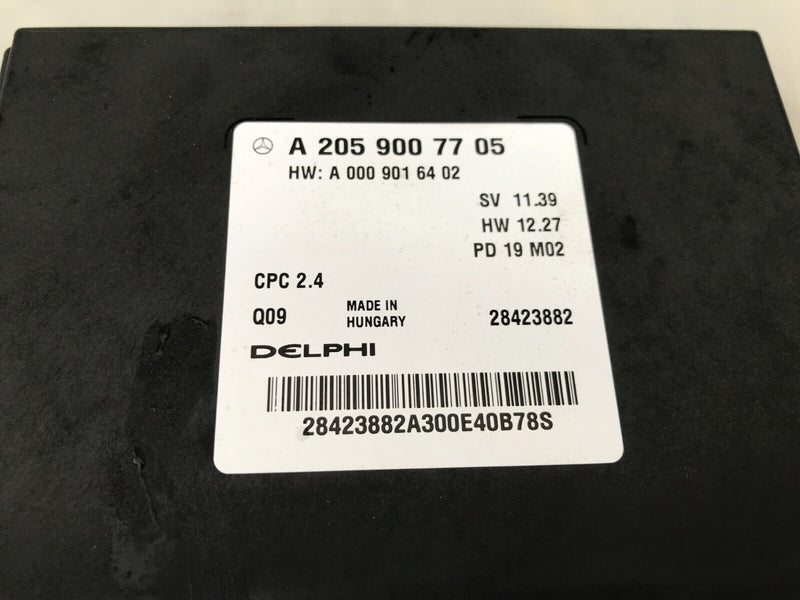 A 205 900 77 05
HW: A 000 901 64 02
SV 11.39
HW 12.27
PD 19 M02
CPC 2.4
Q09 MADE IN HUNGARY 28423882
DELPHI
28423882A300E40B78S